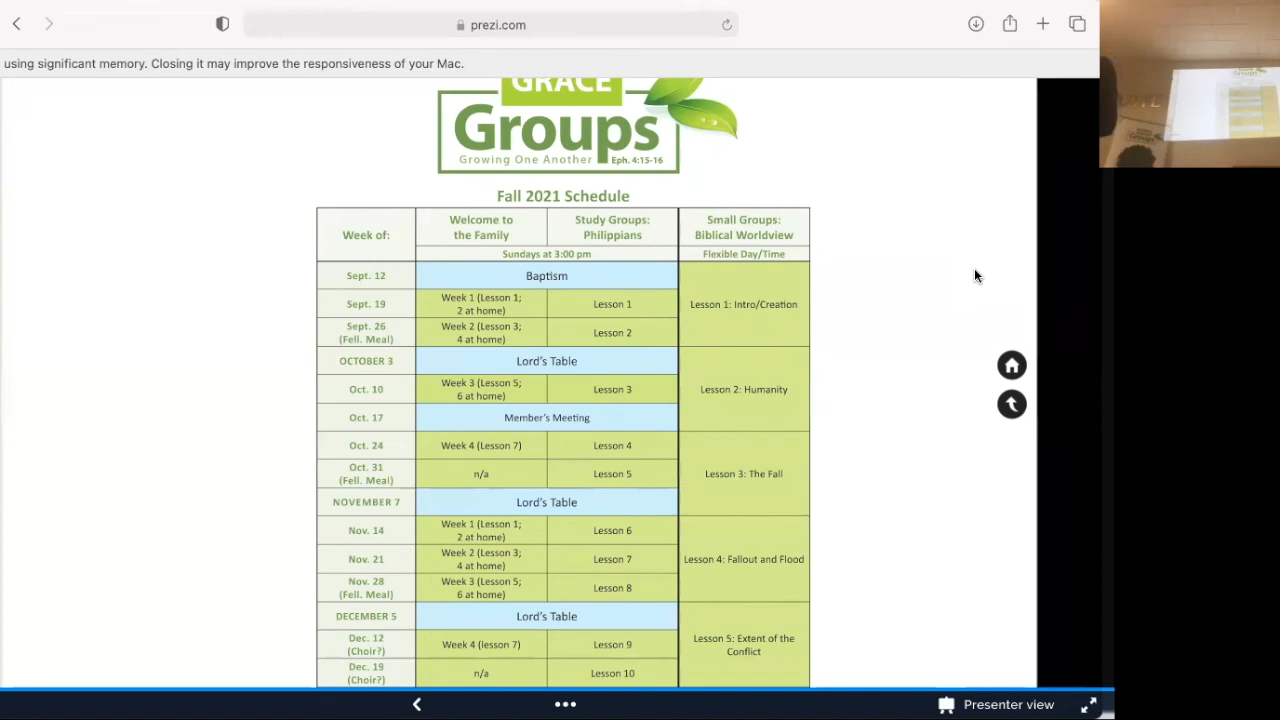 prezi.com
using significant memory. Closing it may improve the responsiveness of your Mac.
GRACE
Groups
Growing One Another Eph. 4:15-16
Fall 2021 Schedule
Week of:
Welcome to
the Family
Study Groups:
Philippians
Small Groups:
Biblical Worldview
Sundays at 3:00 pm
Flexible Day/Time
Sept. 12
Baptism
Lesson 1: Intro/Creation
Sept. 19
Week 1 (Lesson 1;
2 at home)
Lesson 1
Sept. 26
(Fell. Meal)
Week 2 (Lesson 3;
4 at home)
Lesson 2
OCTOBER 3
Lord's Table
Lesson 2: Humanity
Oct. 10
Week 3 (Lesson 5;
6 at home)
Lesson 3
Oct. 17
Member's Meeting
Oct. 24
Week 4 (Lesson 7)
Lesson 4
Lesson 3: The Fall
Oct. 31
(Fell. Meal)
n/a
Lesson 5
NOVEMBER 7
Lord's Table
Nov. 14
Week 1 (Lesson 1;
2 at home)
Lesson 6
Lesson 4: Fallout and Flood
Nov. 21
Week 2 (Lesson 3;
4 at home)
Lesson 7
Nov. 28
(Fell. Meal)
Week 3 (Lesson 5;
6 at home)
Lesson 8
DECEMBER 5
Lord's Table
Lesson 5: Extent of the
Conflict
Dec. 12
(Choir?)
Week 4 (lesson 7)
Lesson 9
Dec. 19
(Choir?)
n/a
Lesson 10
Presenter view
Groups